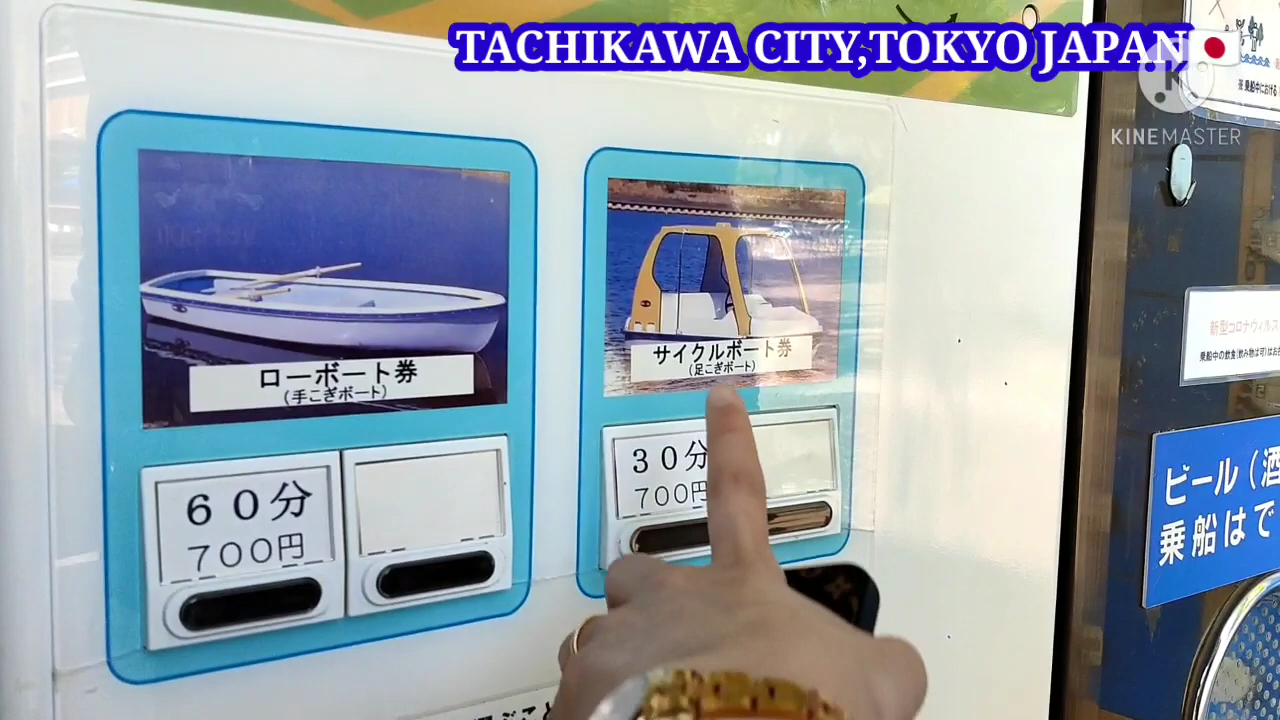 TACHIKAWA CITY,TOKYO JAPAN
KINEMASTER
ローボート券
(手こぎボート)
６０分
７００円
サイクルボート券
(足こぎボート)
３０分
７００円
新型コロナウィルス
ビール（酒
乗船はで